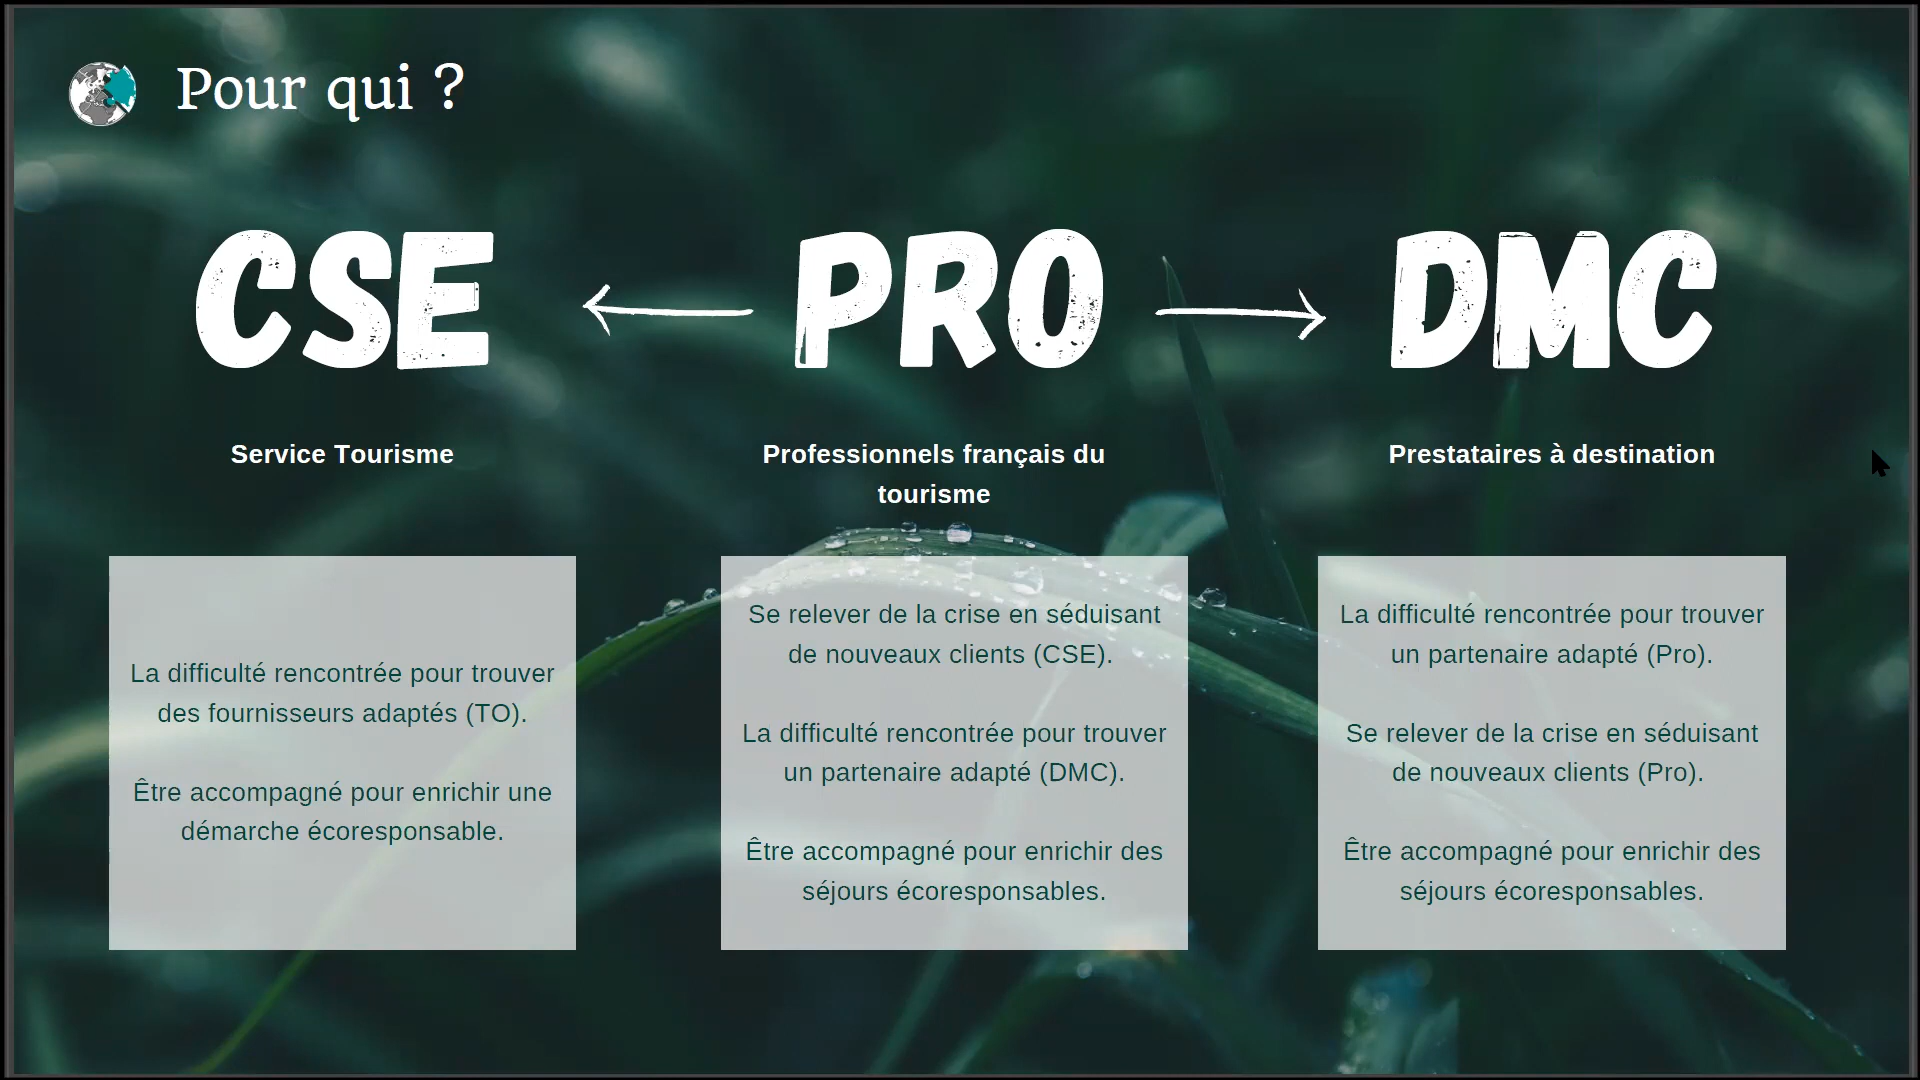 Pour qui ?
CSE
PRO
DMC
Service Tourisme
Professionnels français du
tourisme
Prestataires à destination
La difficulté rencontrée pour trouver
des fournisseurs adaptés (TO).
Être accompagné pour enrichir une
démarche écoresponsable.
Se relever de la crise en séduisant
de nouveaux clients (CSE).
La difficulté rencontrée pour trouver
un partenaire adapté (DMC).
Être accompagné pour enrichir des
séjours écoresponsables.
La difficulté rencontrée pour trouver
un partenaire adapté (Pro).
Se relever de la crise en séduisant
de nouveaux clients (Pro).
Être accompagné pour enrichir des
séjours écoresponsables.